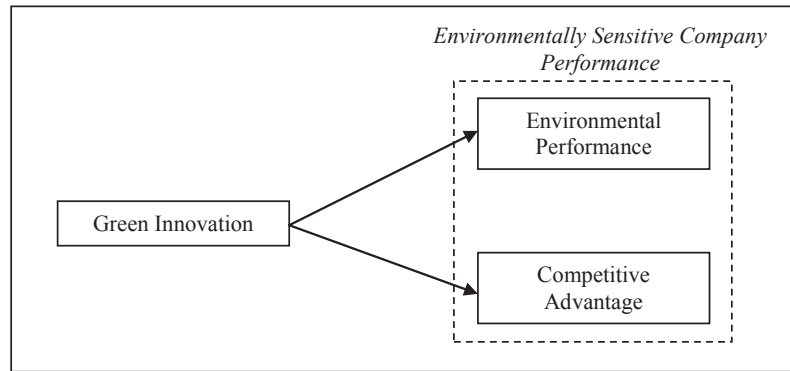 Environmentally Sensitive Company
Performance
Environmental
Performance
Green Innovation
Competitive
Advantage